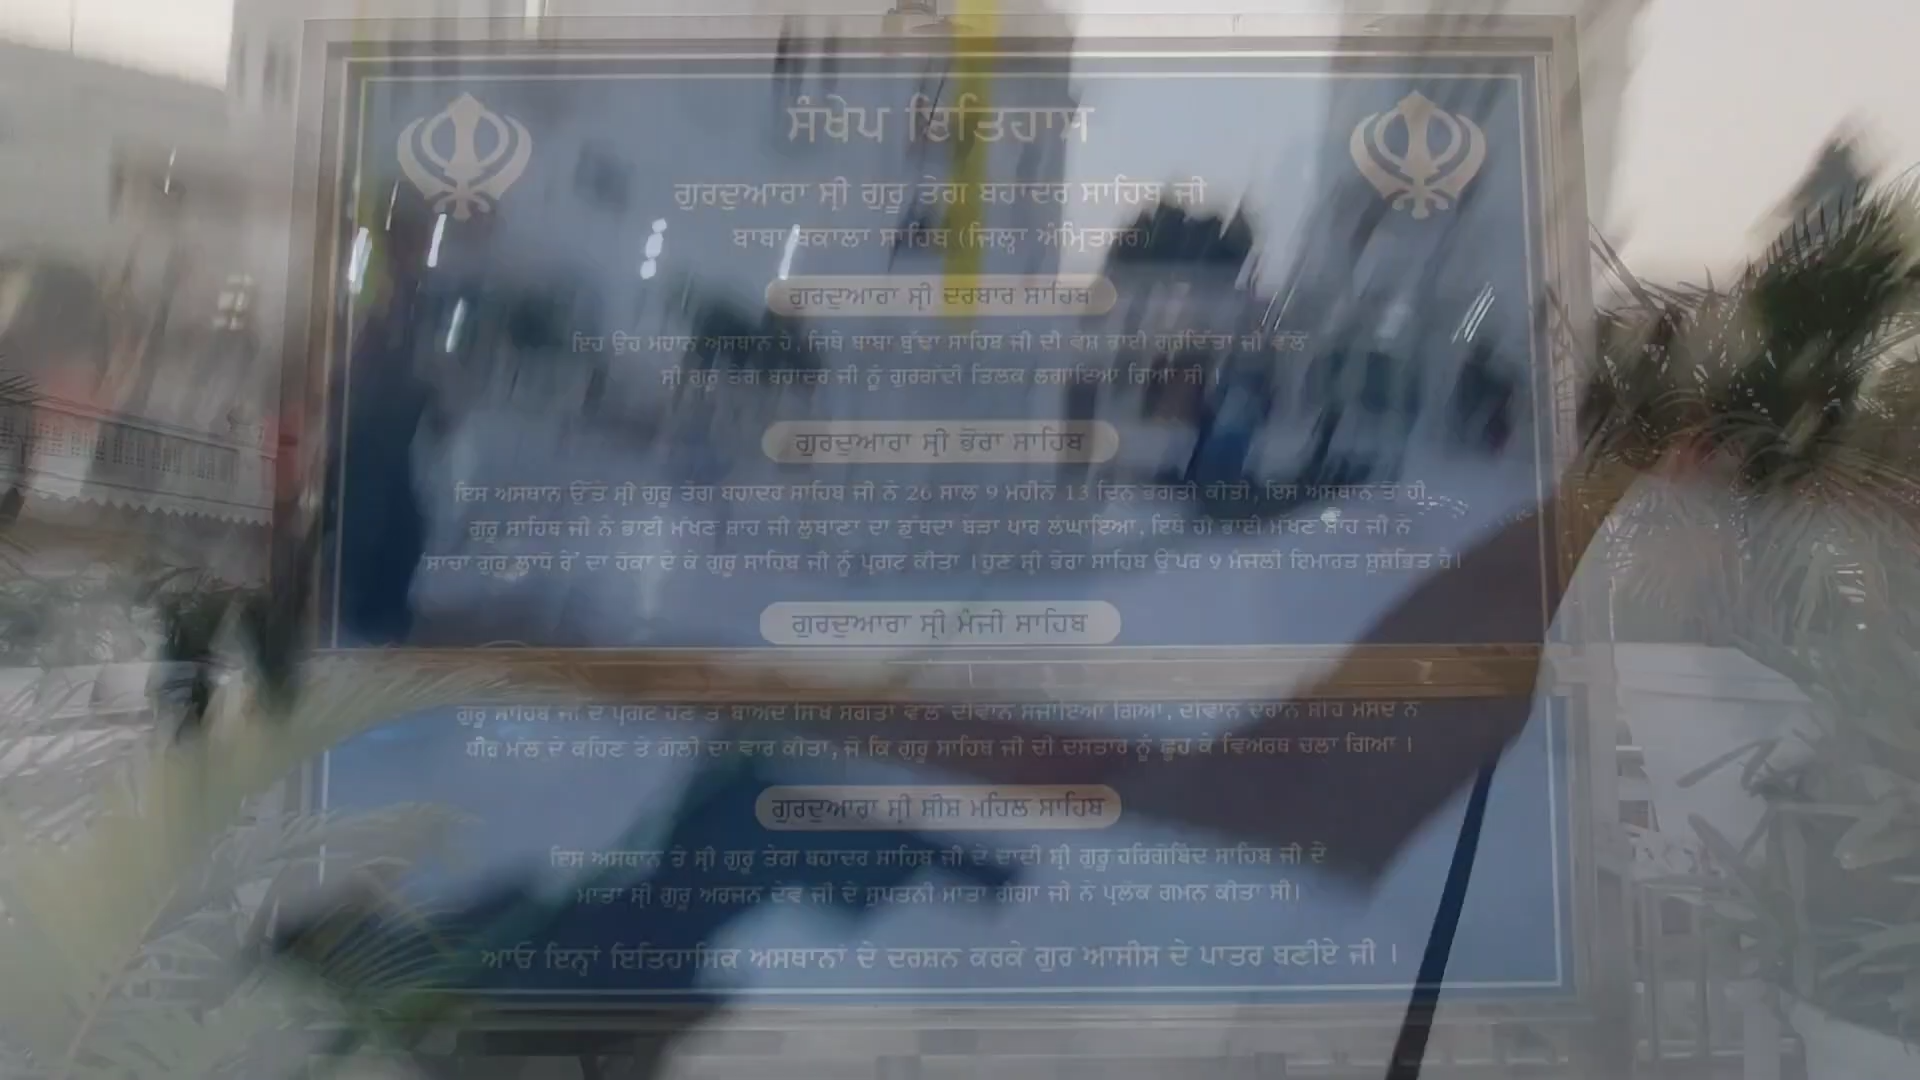 ਸੰਖੇਪ ਇਤਿਹਾਸ
ਗੁਰਦੁਆਰਾ ਸ੍ਰੀ ਗੁਰੂ ਤੇਗ ਬਹਾਦਰ ਸਾਹਿਬ ਜੀ
ਬਾਬਾ ਬਕਾਲਾ ਸਾਹਿਬ (ਜਿਲ੍ਹਾ ਅੰਮ੍ਰਿਤਸਰ)
ਗੁਰਦੁਆਰਾ ਸ੍ਰੀ ਦਰਬਾਰ ਸਾਹਿਬ
ਇਹ ਉਹ ਮਹਾਨ ਅਸਥਾਨ ਹੈ, ਜਿਥੇ ਬਾਬਾ ਬੁੱਢਾ ਸਾਹਿਬ ਜੀ ਦੀ ਵੰਸ਼ ਭਾਈ ਗੁਰਦਿੱਤਾ ਜੀ ਵੱਲੋਂ
ਸ੍ਰੀ ਗੁਰੂ ਤੇਗ ਬਹਾਦਰ ਜੀ ਨੂੰ ਗੁਰਗੱਦੀ ਤਿਲਕ ਲਗਾਇਆ ਗਿਆ ਸੀ ।
ਗੁਰਦੁਆਰਾ ਸ੍ਰੀ ਭੋਰਾ ਸਾਹਿਬ
ਇਸ ਅਸਥਾਨ ਉੱਤੇ ਸ੍ਰੀ ਗੁਰੂ ਤੇਗ ਬਹਾਦਰ ਸਾਹਿਬ ਜੀ ਨੇ 26 ਸਾਲ 9 ਮਹੀਨੇ 13 ਦਿਨ ਭਗਤੀ ਕੀਤੀ, ਇਸ ਅਸਥਾਨ ਤੋਂ ਹੀ
ਗੁਰੂ ਸਾਹਿਬ ਜੀ ਨੇ ਭਾਈ ਮੱਖਣ ਸ਼ਾਹ ਜੀ ਲੁਬਾਣਾ ਦਾ ਡੁੱਬਦਾ ਬੇੜਾ ਪਾਰ ਲੰਘਾਇਆ, ਇਥੇ ਹੀ ਭਾਈ ਮੱਖਣ ਸ਼ਾਹ ਜੀ ਨੇ
'ਸਾਚਾ ਗੁਰੂ ਲਾਧੋ ਰੇ' ਦਾ ਹੋਕਾ ਦੇ ਕੇ ਗੁਰੂ ਸਾਹਿਬ ਜੀ ਨੂੰ ਪ੍ਰਗਟ ਕੀਤਾ । ਹੁਣ ਸ੍ਰੀ ਭੋਰਾ ਸਾਹਿਬ ਉੱਪਰ 9 ਮੰਜਲੀ ਇਮਾਰਤ ਸੁਸ਼ੋਭਿਤ ਹੈ।
ਗੁਰਦੁਆਰਾ ਸ੍ਰੀ ਮੰਜੀ ਸਾਹਿਬ
ਗੁਰੂ ਸਾਹਿਬ ਜੀ ਦੇ ਪ੍ਰਗਟ ਹੋਣ ਤੋਂ ਬਾਅਦ ਸਿੱਖ ਸੰਗਤਾਂ ਵੱਲੋਂ ਦੀਵਾਨ ਸਜਾਇਆ ਗਿਆ, ਦੀਵਾਨ ਦੌਰਾਨ ਸ਼ੀਂਹ ਮਸੰਦ ਨੇ
ਧੀਰ ਮੱਲ ਦੇ ਕਹਿਣ ਤੇ ਗੋਲੀ ਦਾ ਵਾਰ ਕੀਤਾ, ਜੋ ਕਿ ਗੁਰੂ ਸਾਹਿਬ ਜੀ ਦੀ ਦਸਤਾਰ ਨੂੰ ਛੂਹ ਕੇ ਵਿਅਰਥ ਚਲਾ ਗਿਆ ।
ਗੁਰਦੁਆਰਾ ਸ੍ਰੀ ਸ਼ੀਸ਼ ਮਹਿਲ ਸਾਹਿਬ
ਇਸ ਅਸਥਾਨ ਤੇ ਸ੍ਰੀ ਗੁਰੂ ਤੇਗ ਬਹਾਦਰ ਸਾਹਿਬ ਜੀ ਦੇ ਦਾਦੀ ਸ੍ਰੀ ਗੁਰੂ ਹਰਿਗੋਬਿੰਦ ਸਾਹਿਬ ਜੀ ਦੇ
ਮਾਤਾ ਸ੍ਰੀ ਗੁਰੂ ਅਰਜਨ ਦੇਵ ਜੀ ਦੇ ਸੁਪਤਨੀ ਮਾਤਾ ਗੰਗਾ ਜੀ ਨੇ ਪ੍ਰਲੋਕ ਗਮਨ ਕੀਤਾ ਸੀ।
ਆਓ ਇਨ੍ਹਾਂ ਇਤਿਹਾਸਿਕ ਅਸਥਾਨਾਂ ਦੇ ਦਰਸ਼ਨ ਕਰਕੇ ਗੁਰ ਆਸੀਸ ਦੇ ਪਾਤਰ ਬਣੀਏ ਜੀ ।